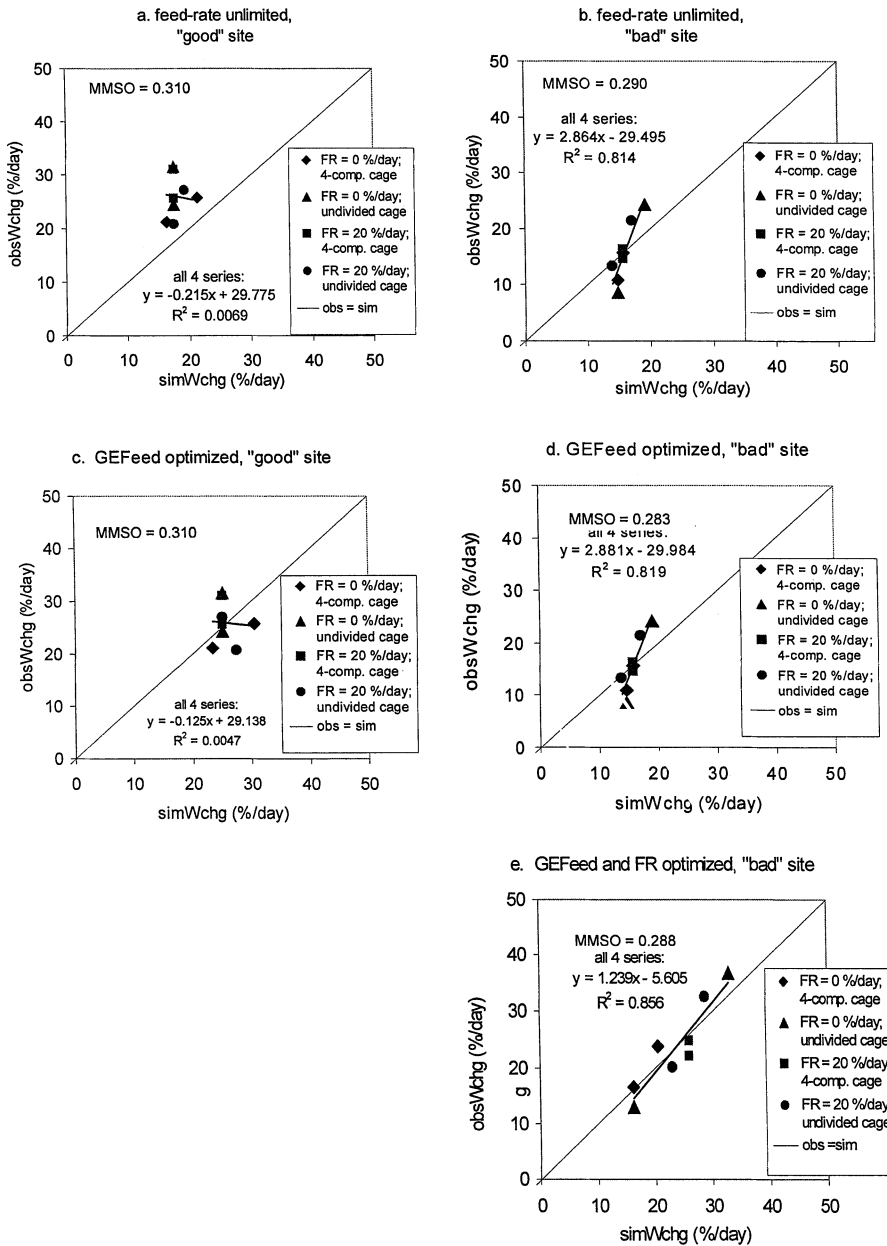 a. feed-rate unlimited,
"good" site
50
40
30
20
10
0
obsWchg (%/day)
MMSO = 0.310
all 4 series:
y = -0.215x + 29.775
R² = 0.0069
FR = 0 %/day;
4-comp. cage
FR = 0 %/day;
undivided cage
FR = 20 %/day;
4-comp. cage
FR = 20 %/day;
undivided cage
obs = sim
0 10 20 30 40 50
simWchg (%/day)
b. feed-rate unlimited,
"bad" site
50
40
30
20
10
0
obsWchg (%/day)
MMSO = 0.290
all 4 series:
y = 2.864x - 29.495
R² = 0.814
FR = 0 %/day;
4-comp. cage
FR = 0 %/day;
undivided cage
FR = 20 %/day;
4-comp. cage
FR = 20 %/day;
undivided cage
obs = sim
0 10 20 30 40 50
simWchg (%/day)
c. GEFeed optimized, "good" site
50
40
30
20
10
0
obsWchg (%/day)
MMSO = 0.310
all 4 series:
y = -0.125x + 29.138
R² = 0.0047
FR = 0 %/day;
4-comp. cage
FR = 0 %/day;
undivided cage
FR = 20 %/day;
4-comp. cage
FR = 20 %/day;
undivided cage
obs = sim
0 10 20 30 40 50
simWchg (%/day)
d. GEFeed optimized, "bad" site
50
40
30
20
10
0
obsWchg (%/day)
MMSO = 0.283
all 4 series:
y = 2.881x - 29.984
R² = 0.819
FR = 0 %/day;
4-comp. cage
FR = 0 %/day;
undivided cage
FR = 20 %/day;
4-comp. cage
FR = 20 %/day;
undivided cage
obs = sim
0 10 20 30 40 50
simWchg (%/day)
e. GEFeed and FR optimized, "bad" site
50
40
30
20
10
0
obsWchg (%/day)
MMSO = 0.288
all 4 series:
y = 1.239x - 5.605
R² = 0.856
FR = 0 %/day;
4-comp. cage
FR = 0 %/day;
undivided cage
FR = 20 %/day
4-comp. cage
FR = 20 %/day
undivided cage
obs =sim
0 10 20 30 40 50
simWchg (%/day)